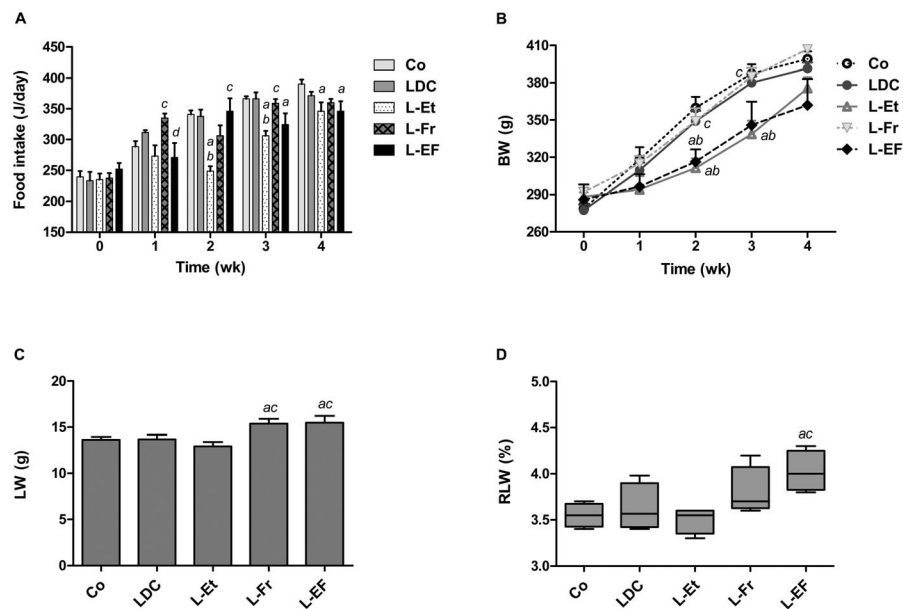 A
Food intake (J/day)
450
400
350
300
250
200
150
c
d
a
b
c
a
b
c
a
a
a
0 1 2 3 4
Time (wk)
Co
LDC
L-Et
L-Fr
L-EF
B
BW (g)
410
380
350
320
290
260
c
c
ab
ab
0 1 2 3 4
Time (wk)
Co
LDC
L-Et
L-Fr
L-EF
C
LW (g)
20
15
10
5
0
ac
ac
Co LDC L-Et L-Fr L-EF
D
RLW (%)
5.0
4.5
4.0
3.5
3.0
ac
Co LDC L-Et L-Fr L-EF